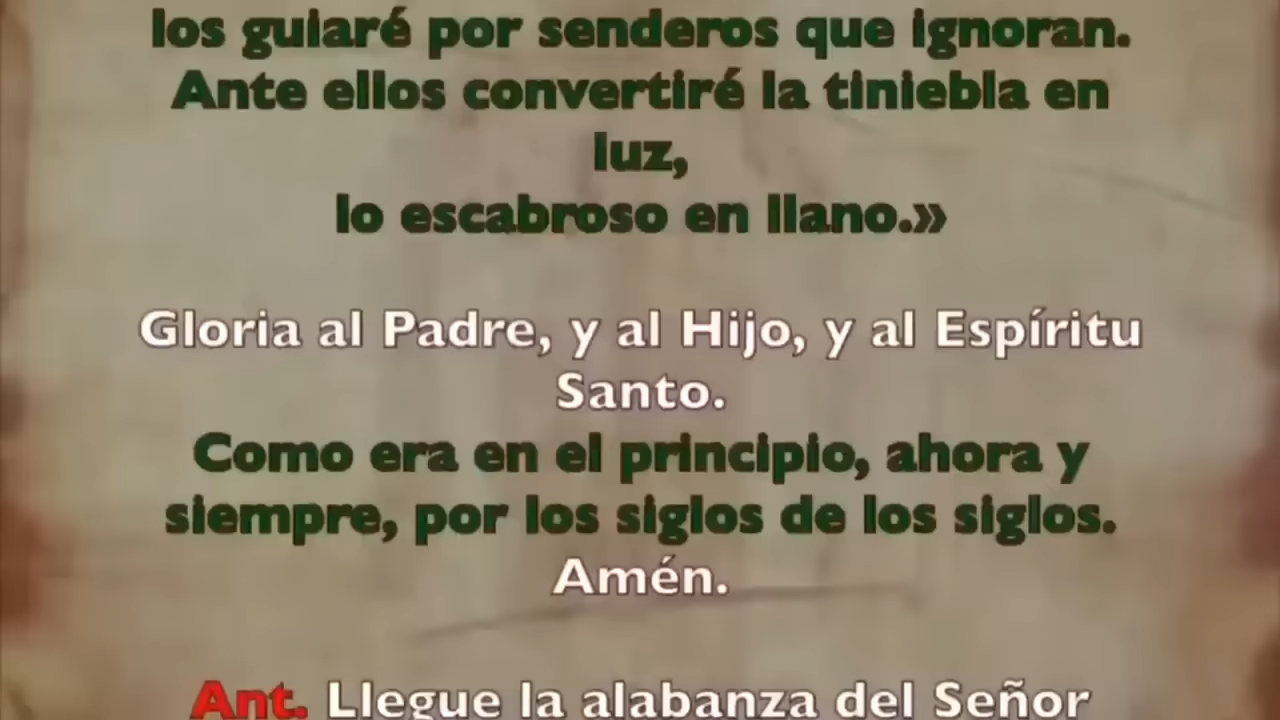 los guiaré por senderos que ignoran.
Ante ellos convertiré la tiniebla en
luz,
lo escabroso en llano.»
Gloria al Padre, y al Hijo, y al Espíritu
Santo.
Como era en el principio, ahora y
siempre, por los siglos de los siglos.
Amén.
Ant. Llegue la alabanza del Señor